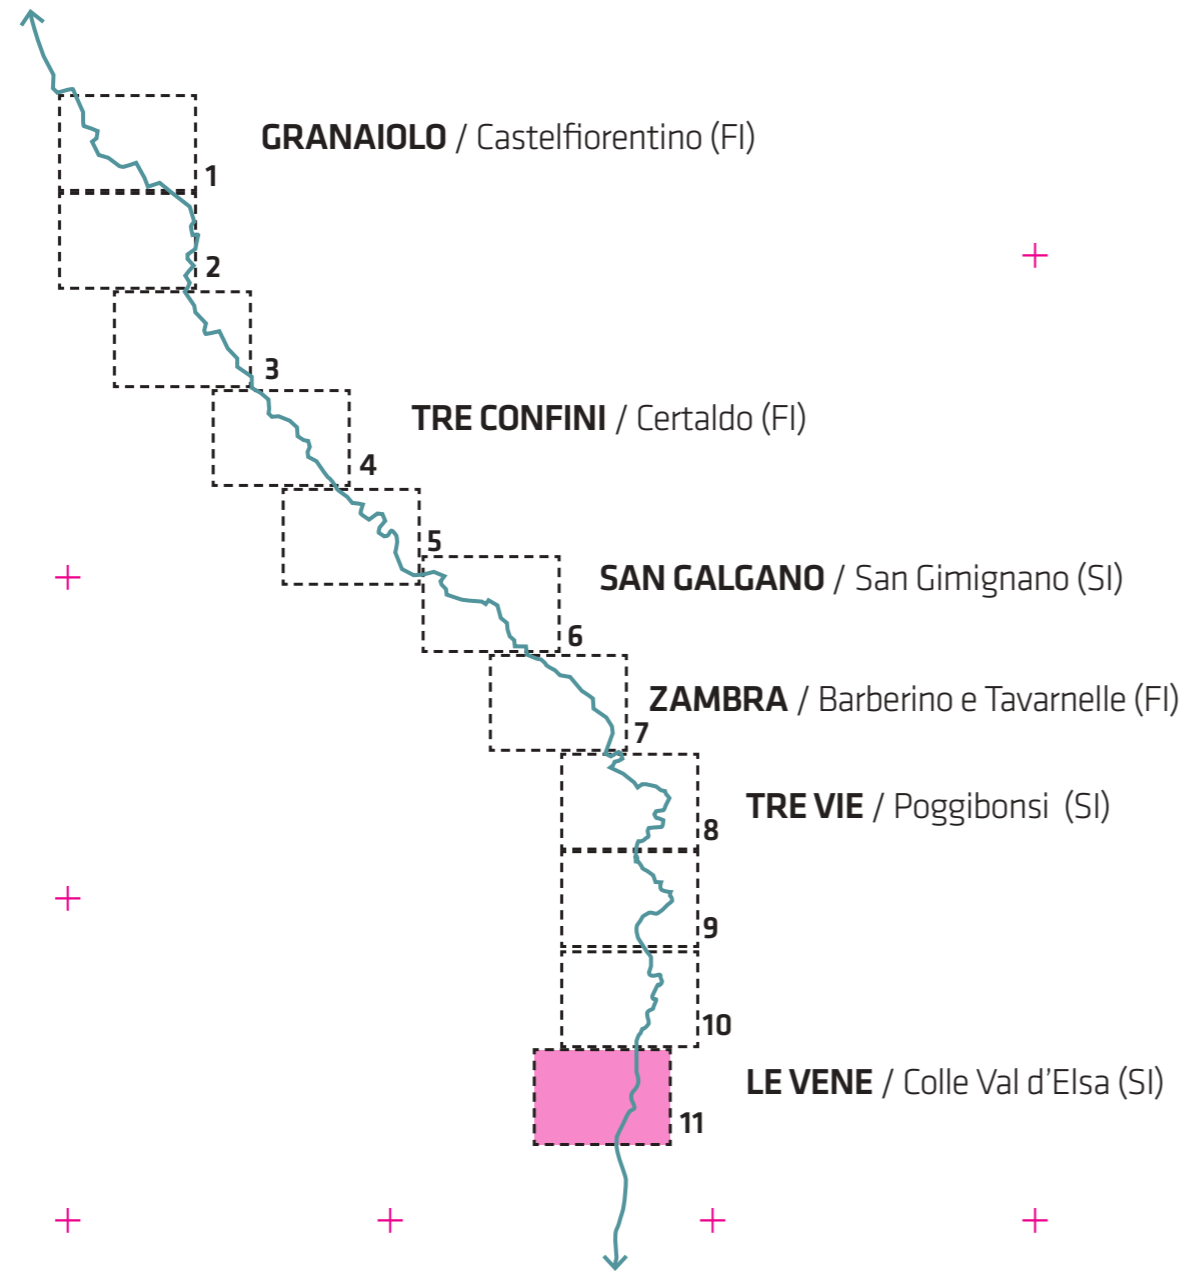 GRANAIOLO / Castelfiorentino (FI)
1
2
3
TRE CONFINI / Certaldo (FI)
4
5
SAN GALGANO / San Gimignano (SI)
6
ZAMBRA / Barberino e Tavarnelle (FI)
7
TRE VIE / Poggibonsi (SI)
8
9
10
LE VENE / Colle Val d'Elsa (SI)
11